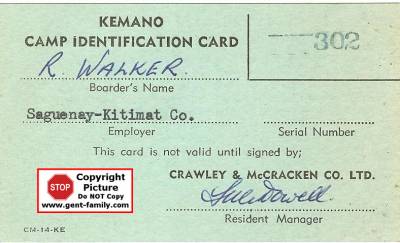 KEMANO
CAMP IDENTIFICATION CARD
302
R. WALKER.
Boarder's Name
Saguenay-Kitimat Co.
Employer Serial Number
This card is not valid until signed by;
CRAWLEY & McCRACKEN CO. LTD.
Resident Manager
STOP
Copyright
Picture
Do NOT Copy
www.gent-family.com
CM-14-KE